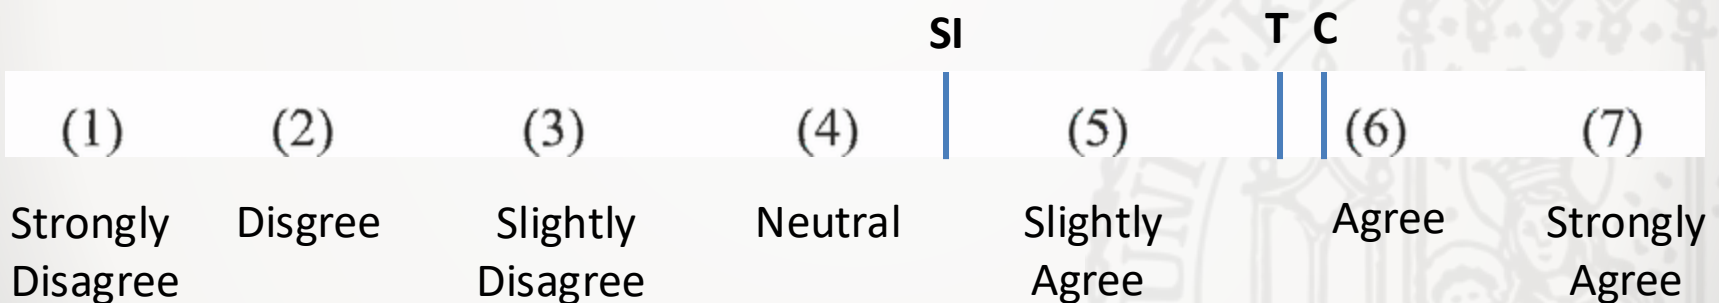 SI T C
(1) (2) (3) (4) (5) (6) (7)
Strongly Disgree Slightly Neutral Slightly Agree Strongly
Disagree Disagree Agree Agree